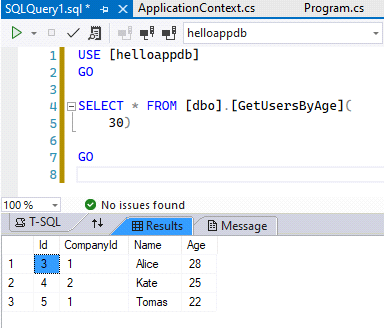 SQLQuery1.sql * ApplicationContext.cs Program.cs
helloappdb
1 USE [helloappdb]
2 GO
3
4 SELECT * FROM [dbo].[GetUsersByAge](
5 30)
6
7 GO
8
100 % No issues found
T-SQL Results Message
Id CompanyId Name Age
1 3 1 Alice 28
2 4 2 Kate 25
3 5 1 Tomas 22